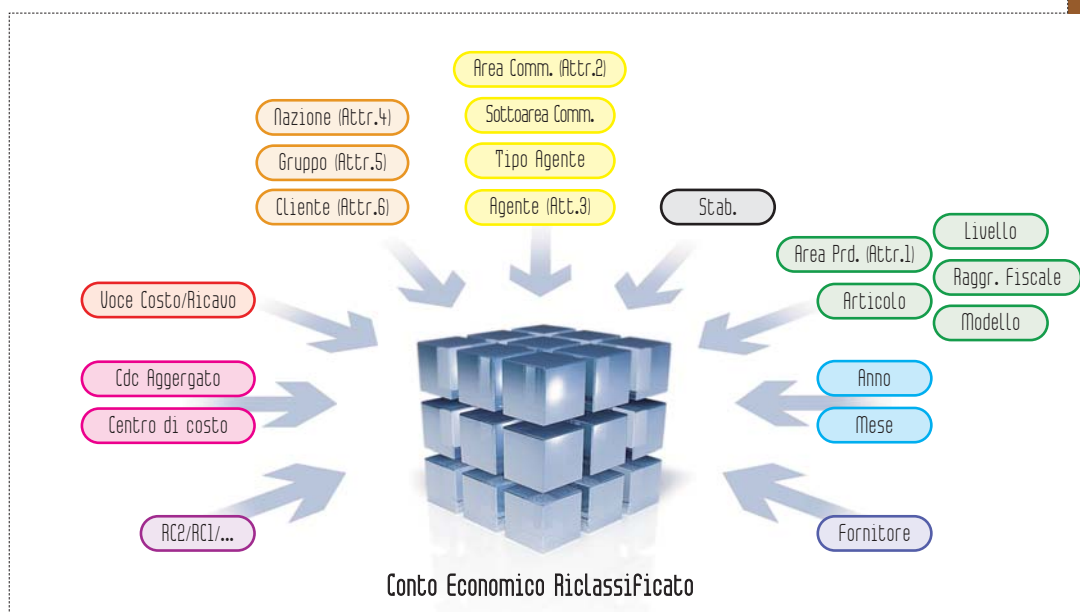 Area Comm. (Attr.2)
Nazione (Attr.4)
Sottoarea Comm.
Gruppo (Attr.5)
Tipo Agente
Cliente (Attr.6)
Agente (Att.3)
Stab.
Livello
Area Prd. (Attr.1)
Raggr. Fiscale
Voce Costo/Ricavo
Articolo
Modello
Cdc Aggergato
Anno
Centro di costo
Mese
RC2/RC1/...
Fornitore
Conto Economico Riclassificato